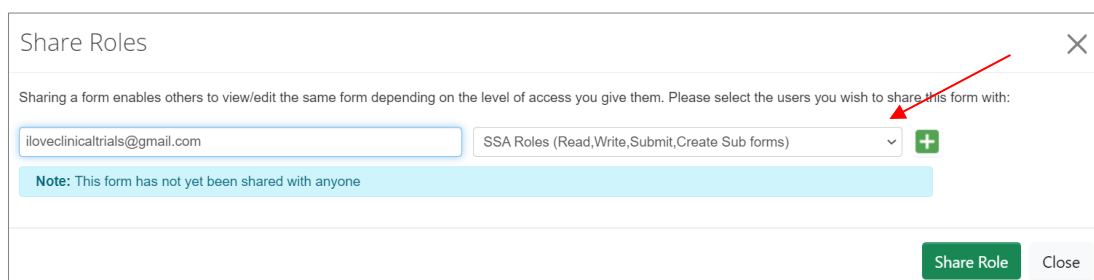 Share Roles
Sharing a form enables others to view/edit the same form depending on the level of access you give them. Please select the users you wish to share this form with:
iloveclinicaltrials@gmail.com
SSA Roles (Read,Write,Submit,Create Sub forms)
Note: This form has not yet been shared with anyone
Share Role
Close